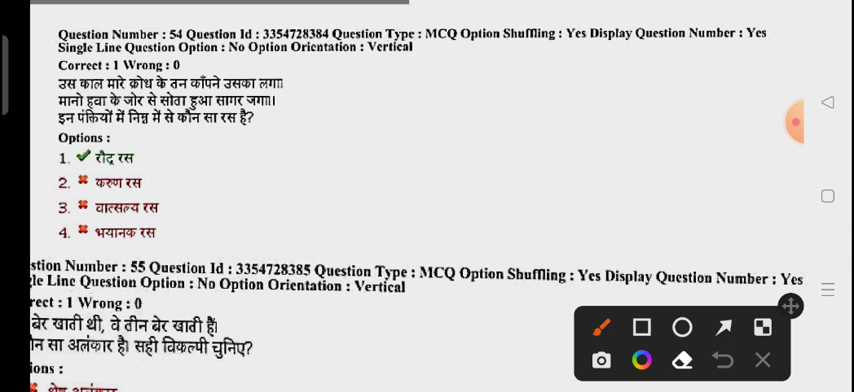 Question Number : 54 Question Id : 3354728384 Question Type : MCQ Option Shuffling : Yes Display Question Number : Yes
Single Line Question Option : No Option Orientation : Vertical
Correct : 1 Wrong : 0
उस काल मारे क्रोध के तन काँपने उसका लगा।
मानो हवा के जोर से सोता हुआ सागर जगा।
इन पंक्तियों में निम्न में से कौन सा रस है?
Options :
1. रौद्र रस
2. करुण रस
3. वात्सल्य रस
4. भयानक रस
stion Number : 55 Question Id : 3354728385 Question Type : MCQ Option Shuffling : Yes Display Question Number : Yes
gle Line Question Option : No Option Orientation : Vertical
rect : 1 Wrong : 0
बेर खाती थी, वे तीन बेर खाती हैं।
न सा अलंकार है। सही विकल्पी चुनिए?
ions :